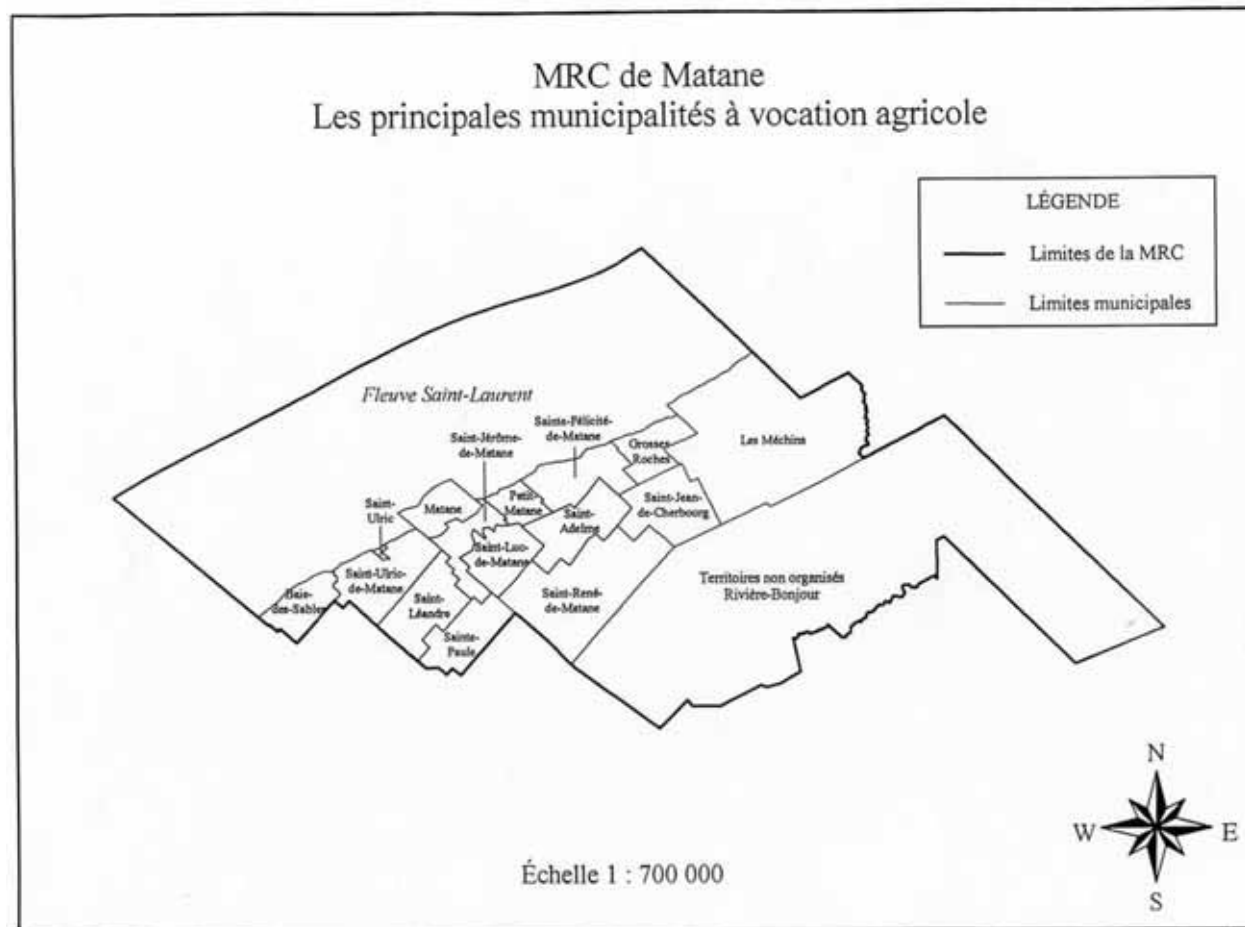 MRC de Matane
Les principales municipalités à vocation agricole
LÉGENDE
Limites de la MRC
Limites municipales
Fleuve Saint-Laurent
Sainte-Félicité-
de-Matane
Saint-Jérôme-
de-Matane
Grosses
Roches
Les Méchins
Saint-
Ulric
Matane
Petit-
Matane
Saint-
Adelme
Saint-Jean-
de-Cherbourg
Saint-Luc-
de-Matane
Saint-Ulric-
de-Matane
Baie-
des-Sables
Saint-
Léandre
Saint-René-
de-Matane
Territoires non organisés
Rivière-Bonjour
Sainte-
Paule
N
W
E
S
Échelle 1 : 700 000